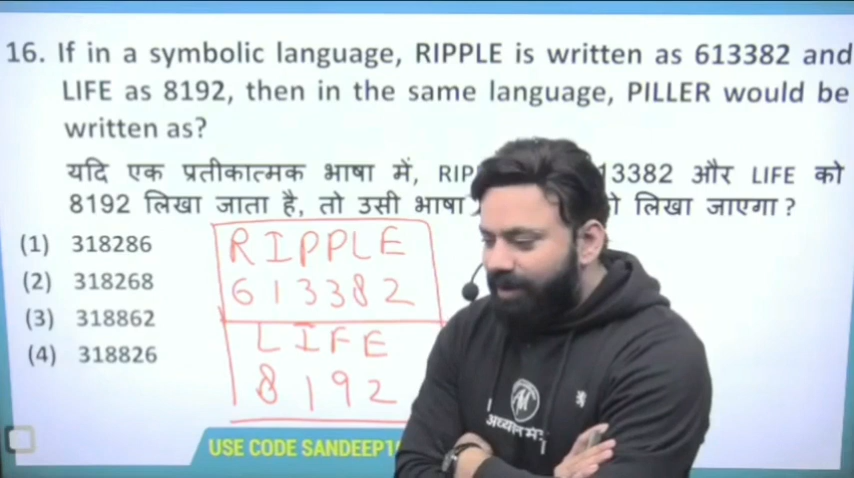 16. If in a symbolic language, RIPPLE is written as 613382 and
LIFE as 8192, then in the same language, PILLER would be
written as?
यदि एक प्रतीकात्मक भाषा में, RIP 13382 और LIFE को
8192 लिखा जाता है, तो उसी भाषा लिखा जाएगा?
(1) 318286
(2) 318268
(3) 318862
(4) 318826
RIPPLE
613382
LIFE
8192
अध्ययन मंत्र
USE CODE SANDEEP1